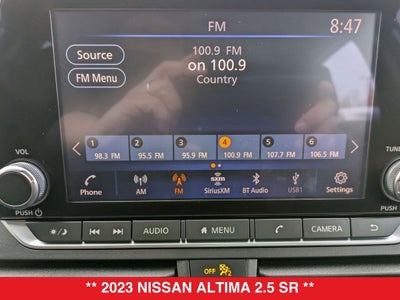 FM
8:47
Source
100.9 FM
on 100.9
FM Menu
Country
1 2 3 4 5 6
98.3 FM 95.5 FM 95.9 FM 100.9 FM 107.7 FM 106.5 FM
VOL
TUNE
sxm
Phone AM FM SiriusXM BT Audio USB1 Settings
PUSH
PUSH
AUDIO MENU CAMERA
OFF
** 2023 NISSAN ALTIMA 2.5 SR **